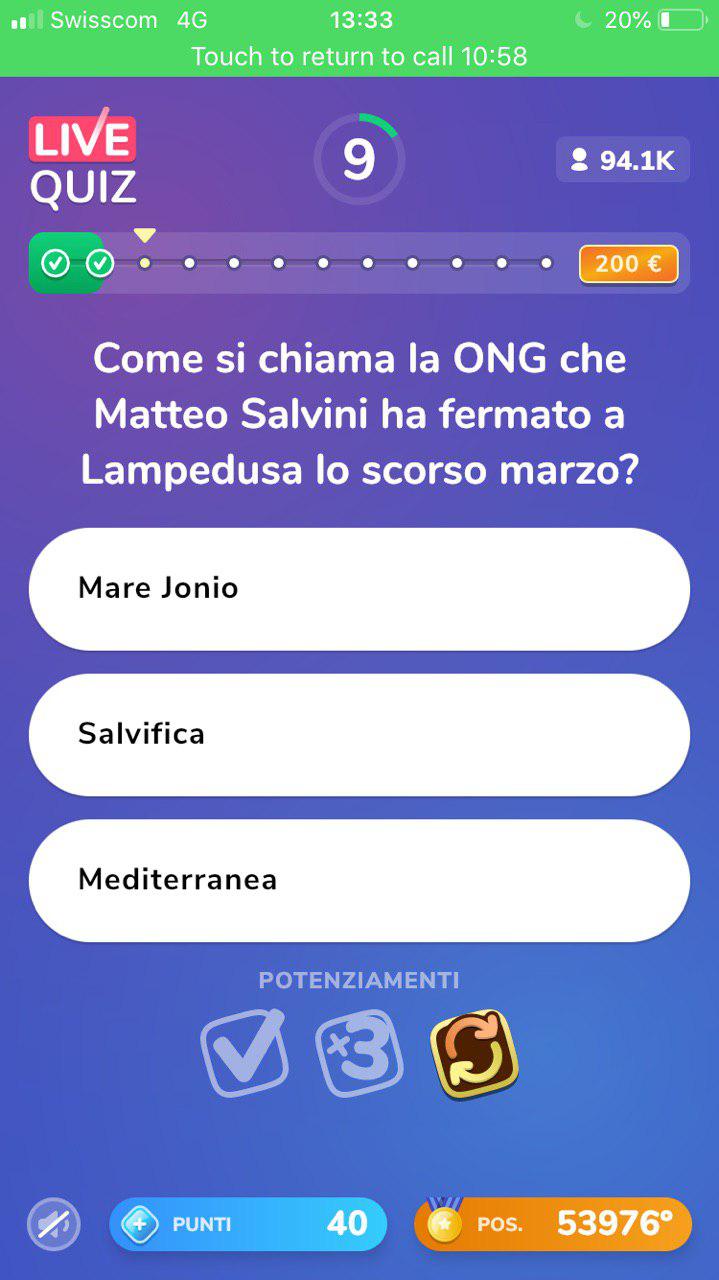 Swisscom 4G 13:33 20%
Touch to return to call 10:58
LIVE
QUIZ
9
94.1K
200 €
Come si chiama la ONG che
Matteo Salvini ha fermato a
Lampedusa lo scorso marzo?
Mare Jonio
Salvifica
Mediterranea
POTENZIAMENTI
×3
PUNTI 40
POS. 53976º